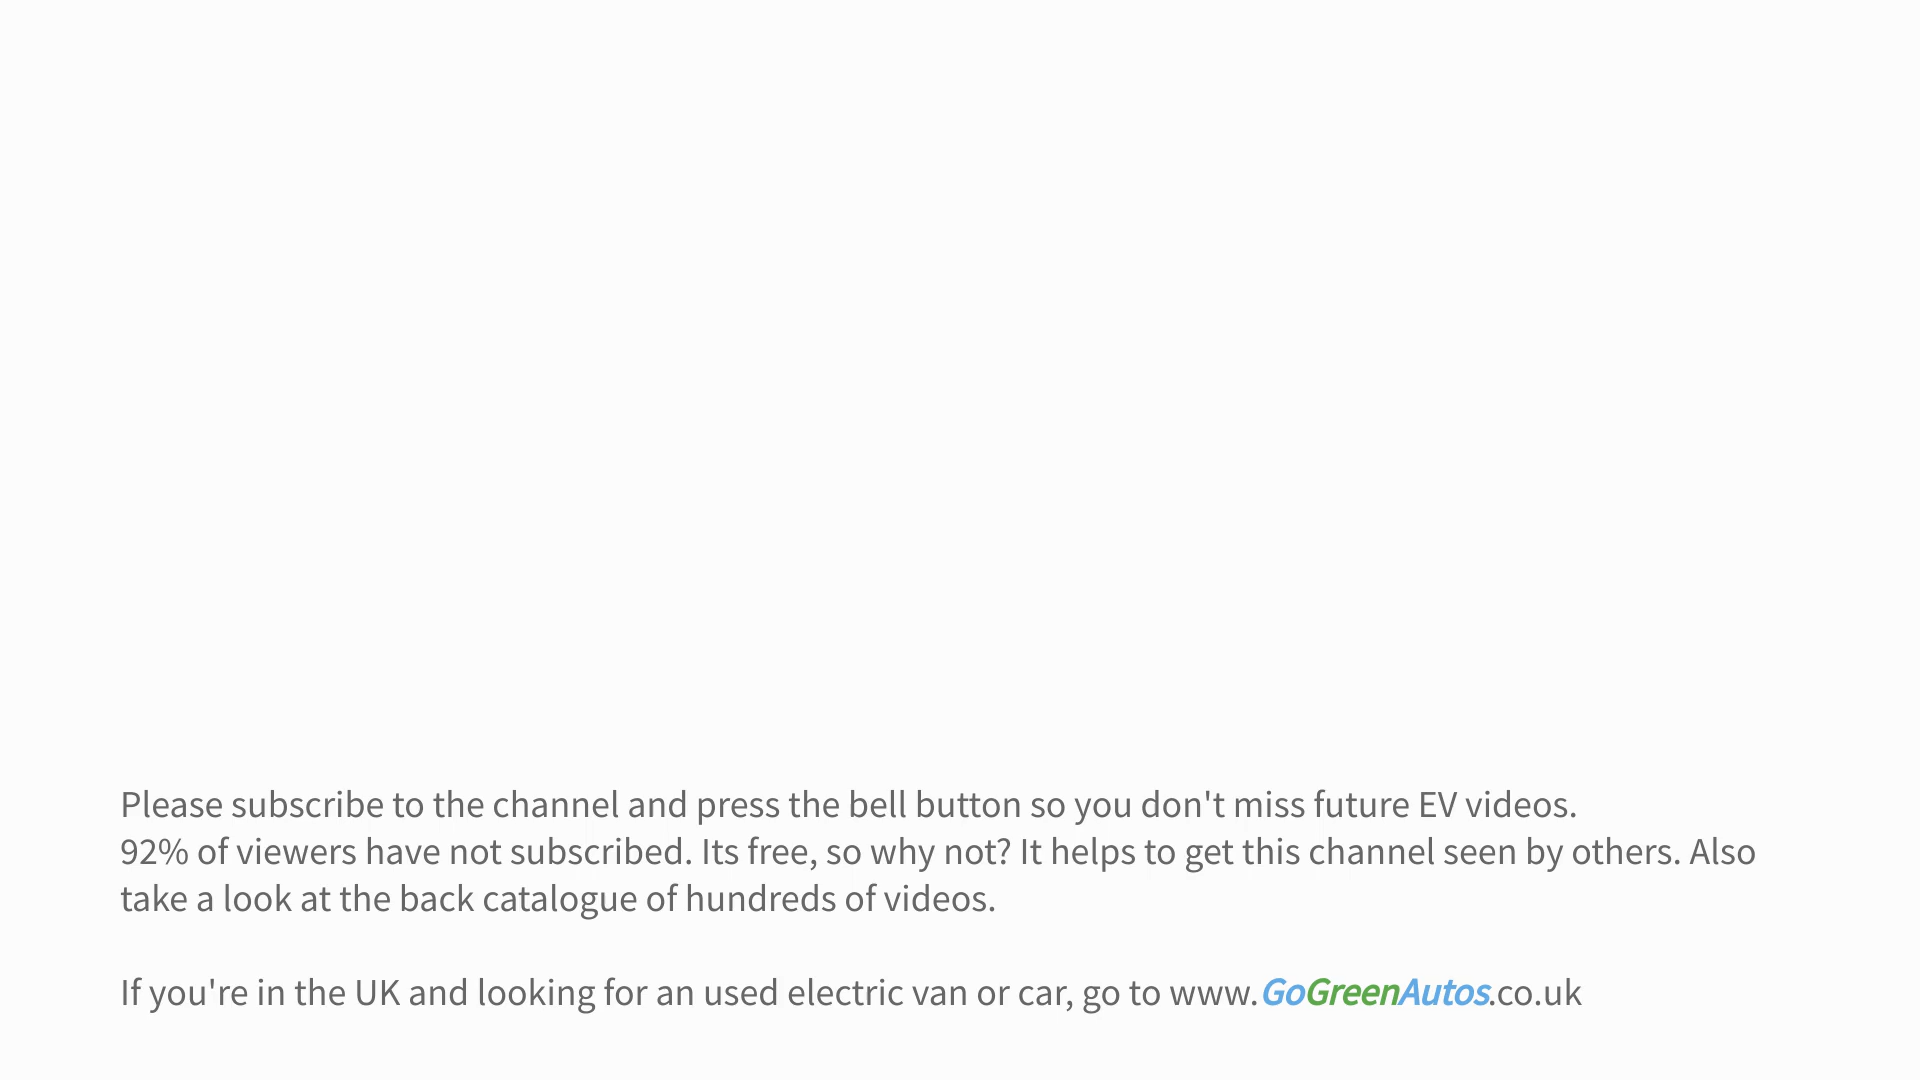 Please subscribe to the channel and press the bell button so you don't miss future EV videos.
92% of viewers have not subscribed. Its free, so why not? It helps to get this channel seen by others. Also
take a look at the back catalogue of hundreds of videos.
If you're in the UK and looking for an used electric van or car, go to www.GoGreenAutos.co.uk